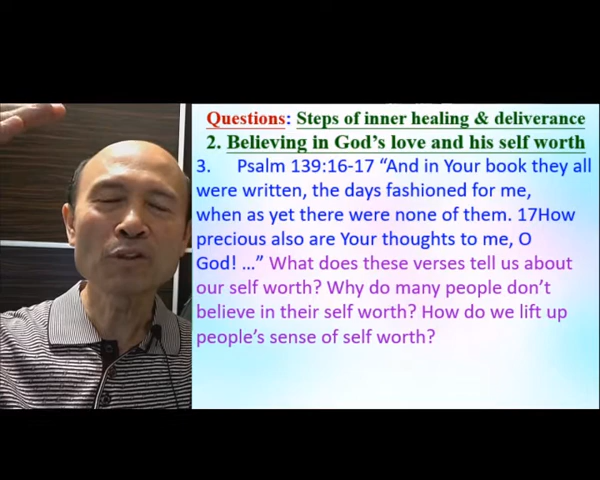 Questions: Steps of inner healing & deliverance
2. Believing in God’s love and his self worth
3. Psalm 139:16-17 “And in Your book they all
were written, the days fashioned for me,
when as yet there were none of them. 17How
precious also are Your thoughts to me, O
God! ...” What does these verses tell us about
our self worth? Why do many people don’t
believe in their self worth? How do we lift up
people’s sense of self worth?